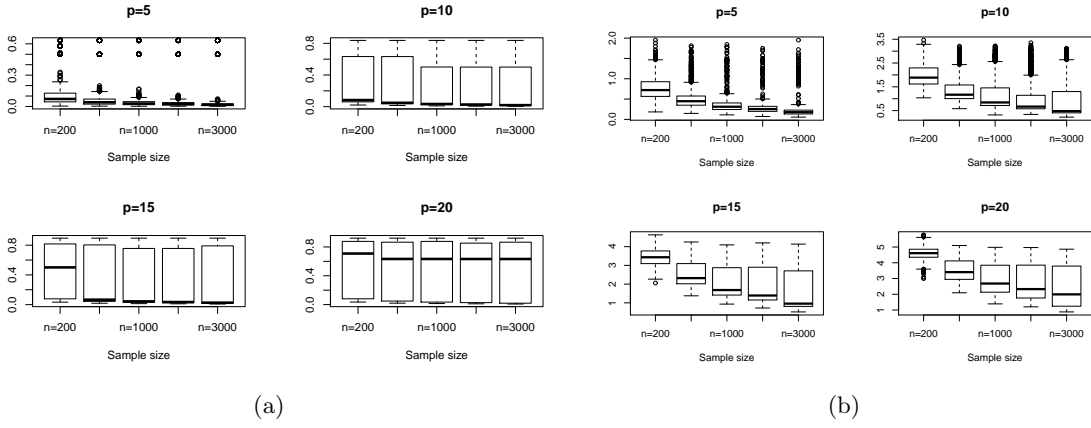 p=5
0.0 0.3 0.6
n=200 n=1000 n=3000
Sample size
p=10
0.0 0.4 0.8
n=200 n=1000 n=3000
Sample size
p=15
0.0 0.4 0.8
n=200 n=1000 n=3000
Sample size
p=20
0.0 0.4 0.8
n=200 n=1000 n=3000
Sample size
(a)
p=5
0.0 1.0 2.0
n=200 n=1000 n=3000
Sample size
p=10
0.5 1.5 2.5 3.5
n=200 n=1000 n=3000
Sample size
p=15
1 2 3 4
n=200 n=1000 n=3000
Sample size
p=20
1 2 3 4 5
n=200 n=1000 n=3000
Sample size
(b)